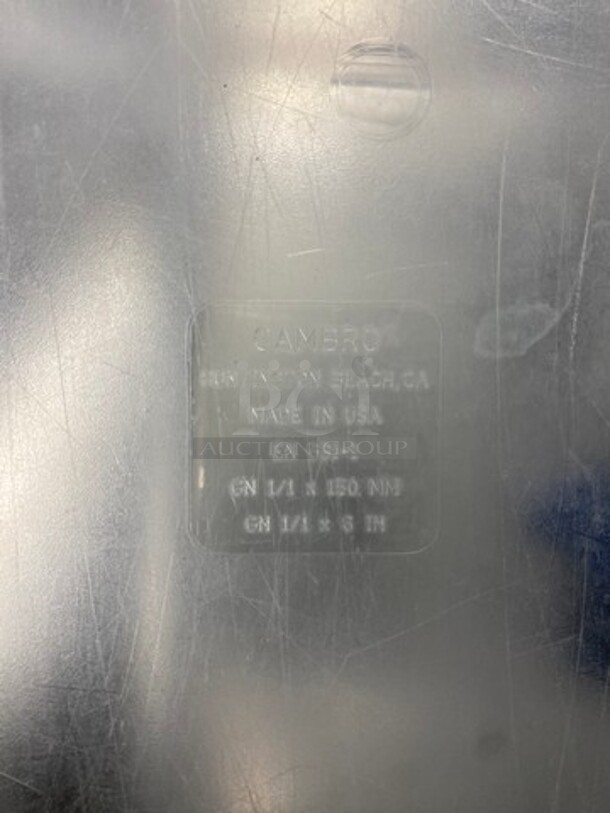 CAMBRO
HUNTINGTON BEACH, CA
MADE IN USA
BCI
AUCTION GROUP
GN 1/1 x 150 MM
GN 1/1 x 6 IN